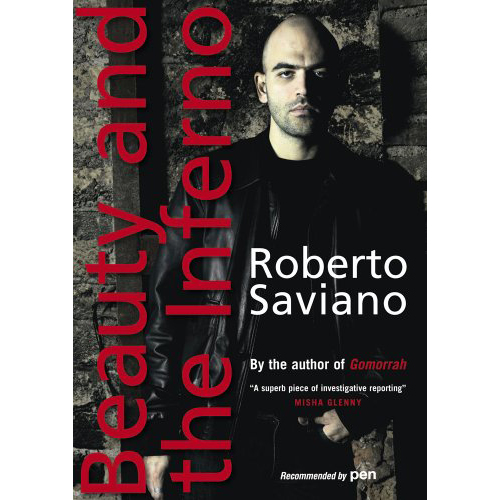 Beauty and
the Inferno
Roberto
Saviano
By the author of Gomorrah
“A superb piece of investigative reporting”
MISHA GLENNY
Recommended by pen